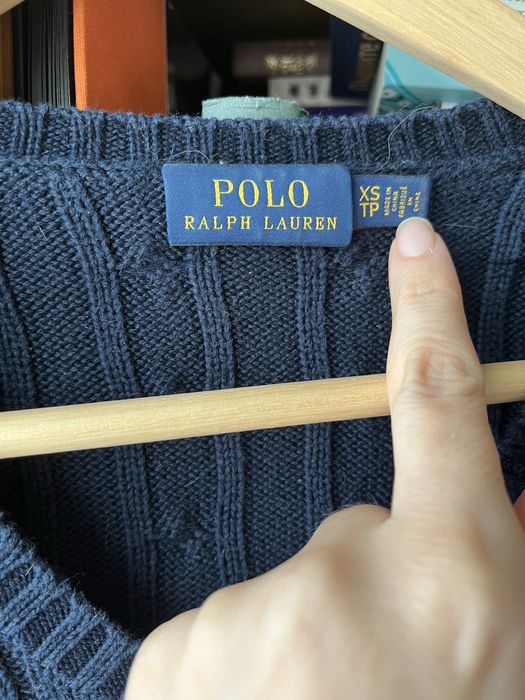 POLO
RALPH LAUREN
XS
TP
MADE IN
CHINA
FABRIQUÉ
EN
CHINE